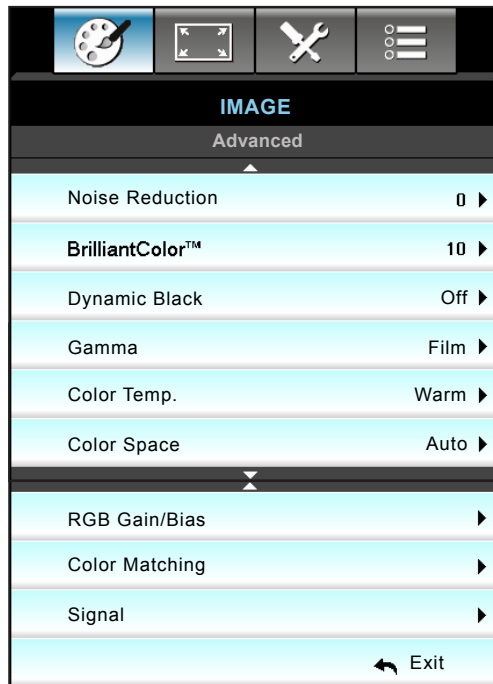 IMAGE
Advanced
Noise Reduction 0
BrilliantColor™ 10
Dynamic Black Off
Gamma Film
Color Temp. Warm
Color Space Auto
RGB Gain/Bias
Color Matching
Signal
Exit